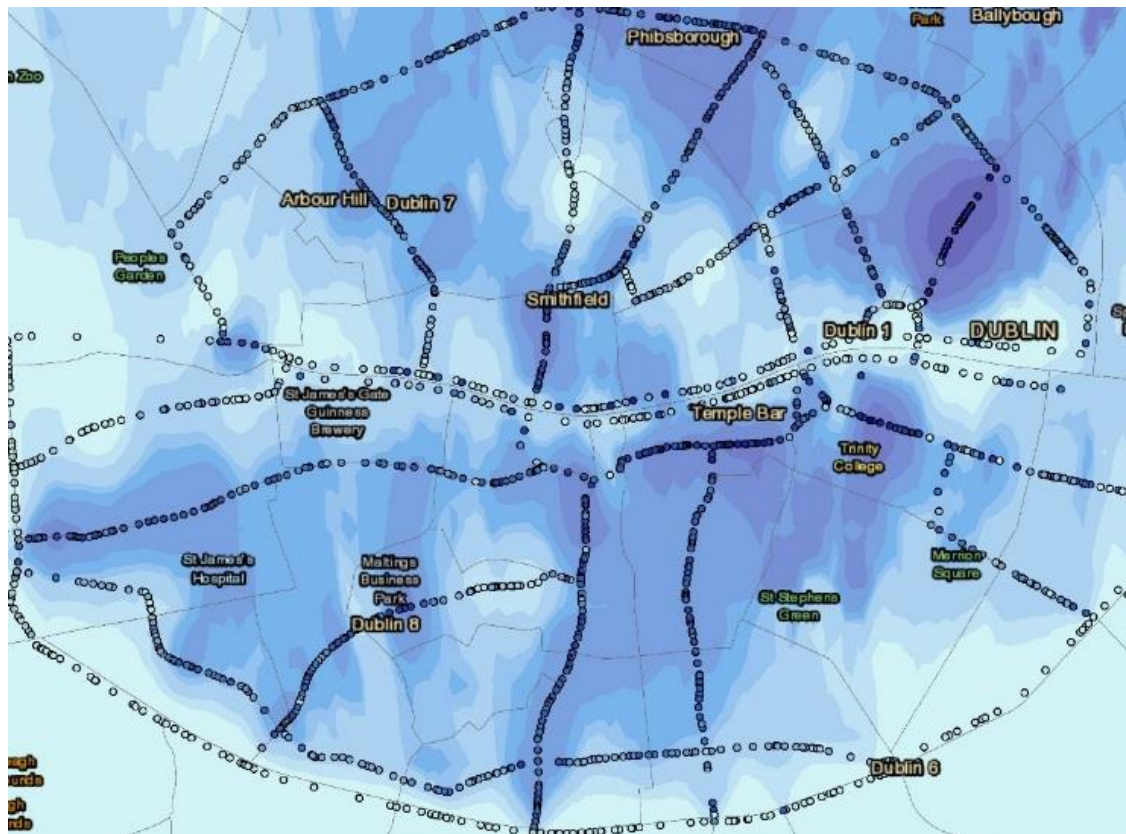 Park
Ballybough
Phibsborough
Zoo
Arbour Hill
Dublin 7
Peoples
Garden
Smithfield
Dublin 1
DUBLIN
St James's Gate
Guinness
Brewery
Temple Bar
Trinity
College
St James's
Hospital
Maltings
Business
Park
Merrion
Square
St Stephens
Green
Dublin 8
Dublin 6